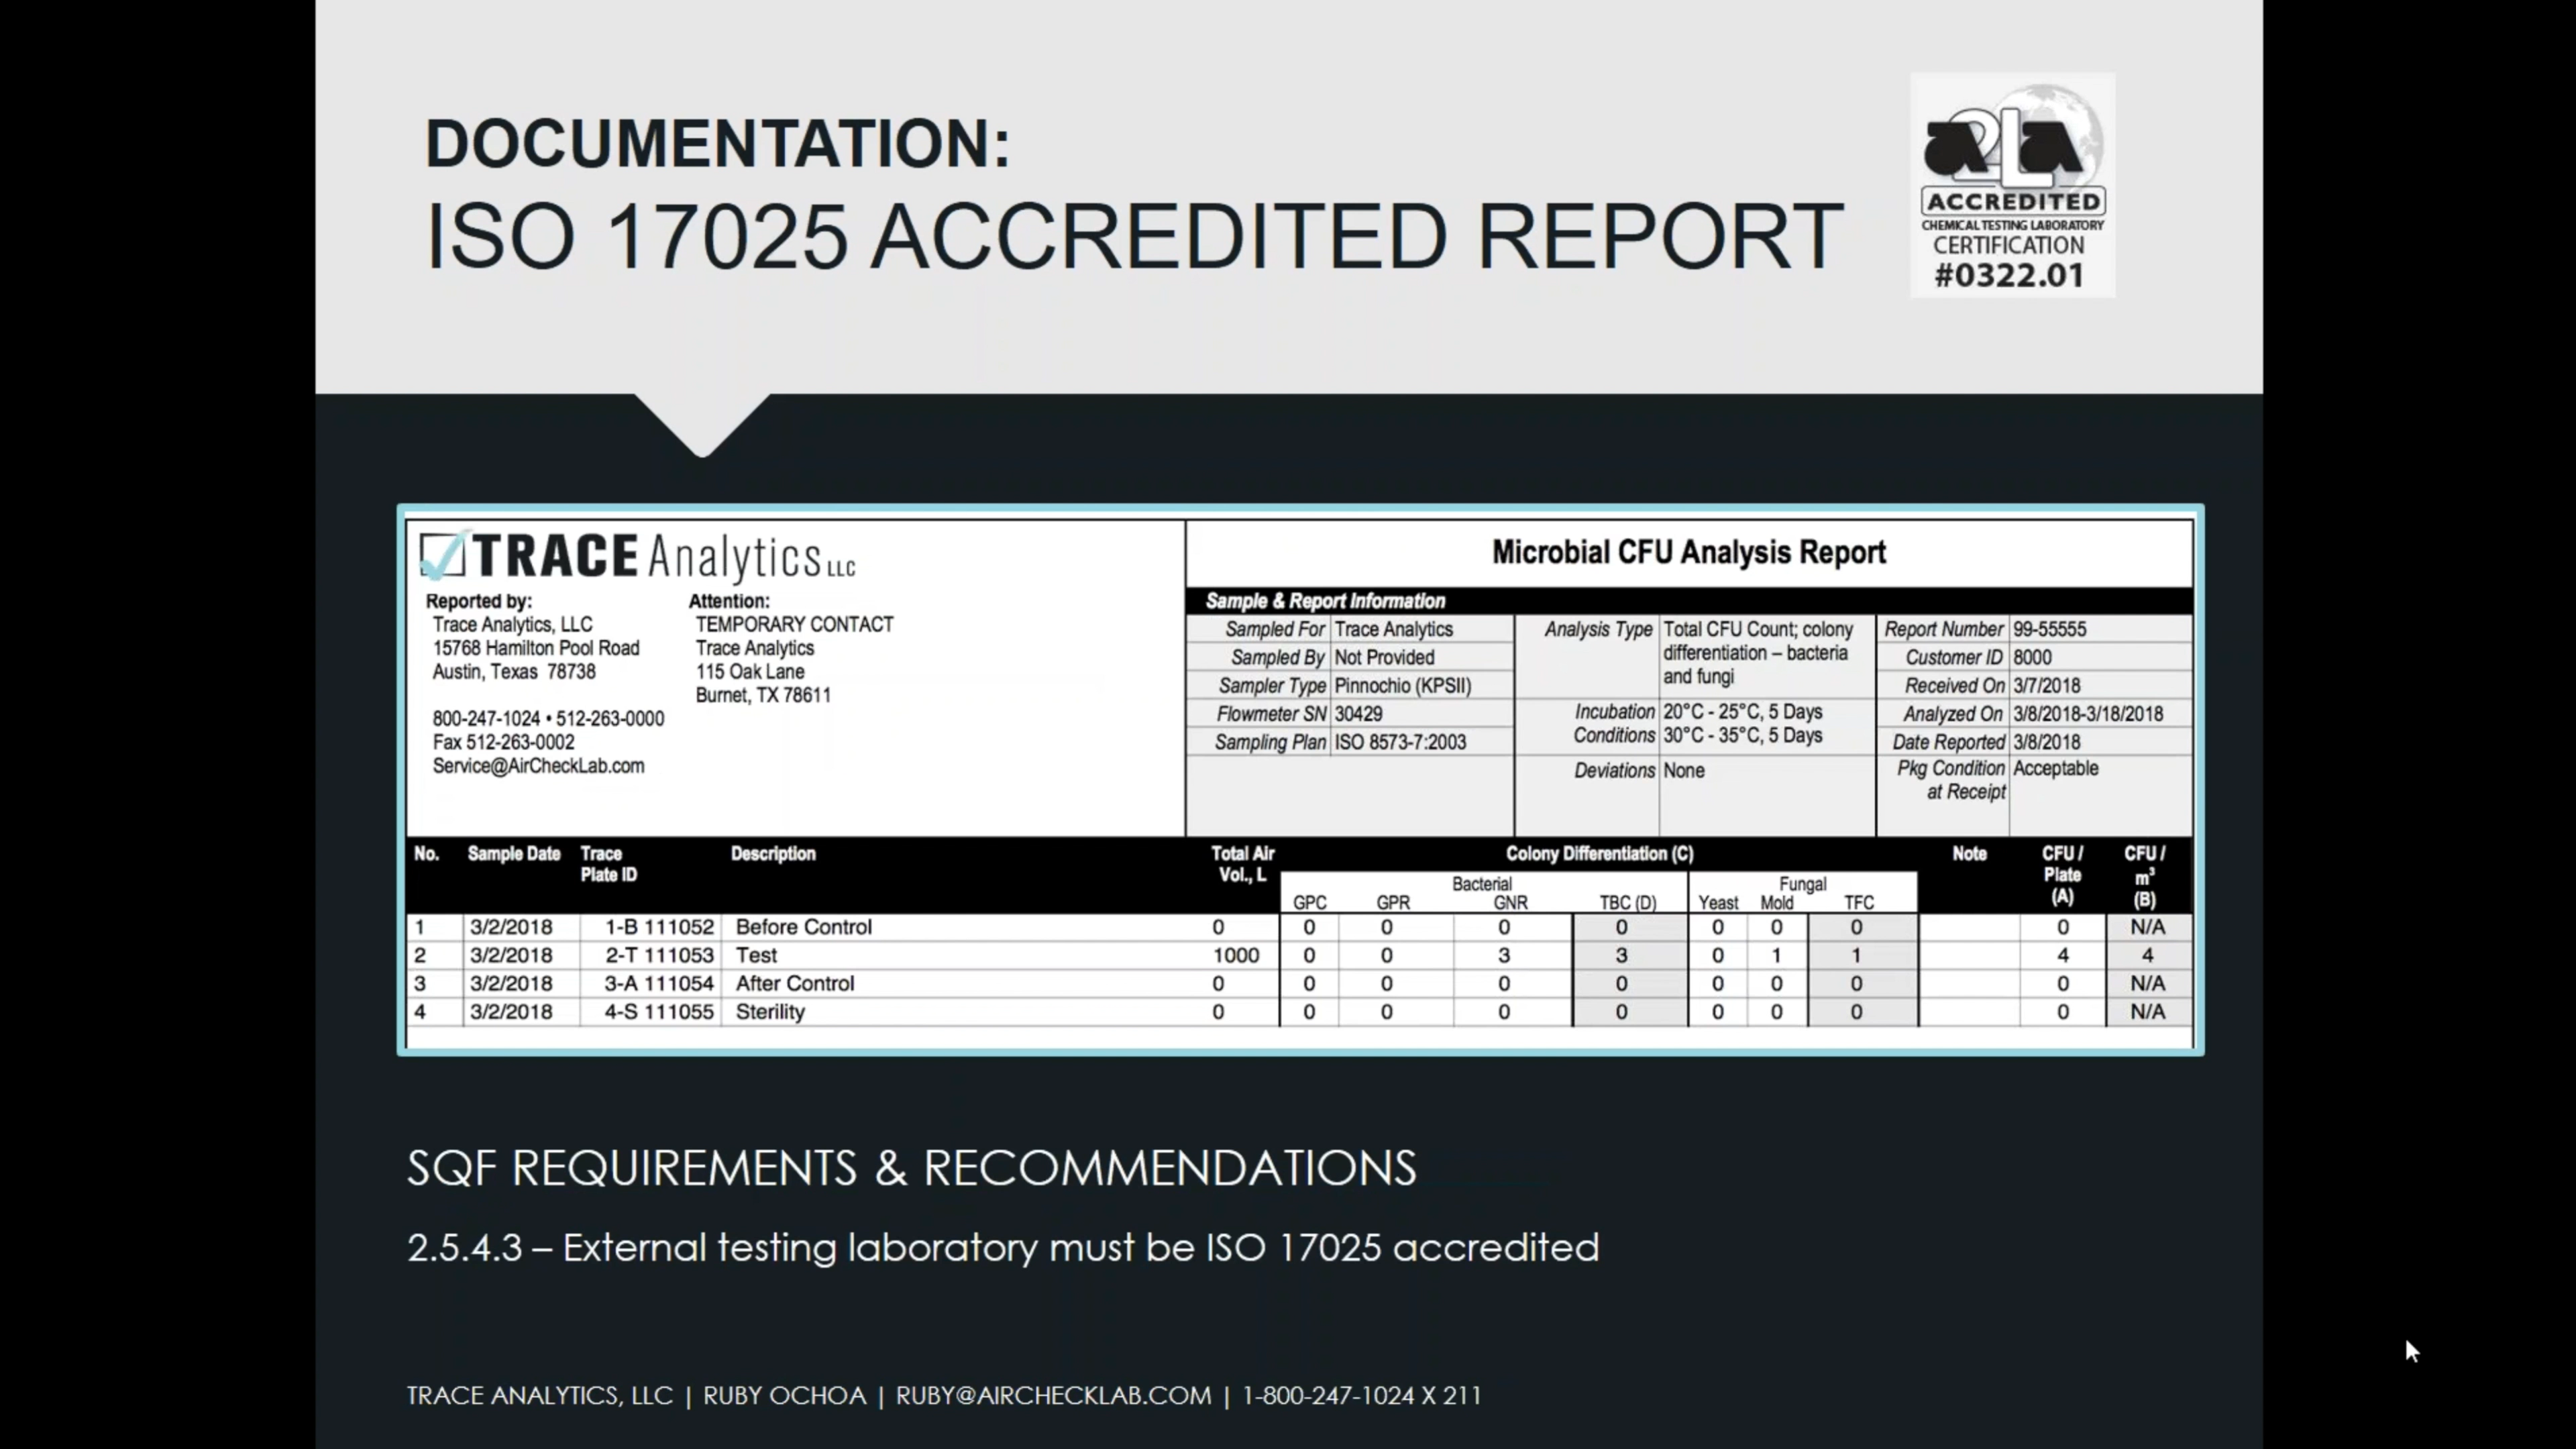 DOCUMENTATION:
ISO 17025 ACCREDITED REPORT
a2La
ACCREDITED
CHEMICAL TESTING LABORATORY
CERTIFICATION
#0322.01
TRACE Analytics LLC
Reported by:
Trace Analytics, LLC
15768 Hamilton Pool Road
Austin, Texas 78738
800-247-1024 • 512-263-0000
Fax 512-263-0002
Service@AirCheckLab.com
Attention:
TEMPORARY CONTACT
Trace Analytics
115 Oak Lane
Burnet, TX 78611
Microbial CFU Analysis Report
Sample & Report Information
Sampled For Trace Analytics
Sampled By Not Provided
Sampler Type Pinnochio (KPSII)
Flowmeter SN 30429
Sampling Plan ISO 8573-7:2003
Analysis Type Total CFU Count; colony
differentiation – bacteria
and fungi
Incubation 20°C - 25°C, 5 Days
Conditions 30°C - 35°C, 5 Days
Deviations None
Report Number 99-55555
Customer ID 8000
Received On 3/7/2018
Analyzed On 3/8/2018-3/18/2018
Date Reported 3/8/2018
Pkg Condition Acceptable
at Receipt
No. Sample Date Trace Description Total Air Colony Differentiation (C) Note CFU / CFU /
Plate ID Vol., L Plate m³
Bacterial Fungal (A) (B)
GPC GPR GNR TBC (D) Yeast Mold TFC
1 3/2/2018 1-B 111052 Before Control 0 0 0 0 0 0 0 0 0 N/A
2 3/2/2018 2-T 111053 Test 1000 0 0 3 3 0 1 1 4 4
3 3/2/2018 3-A 111054 After Control 0 0 0 0 0 0 0 0 0 N/A
4 3/2/2018 4-S 111055 Sterility 0 0 0 0 0 0 0 0 0 N/A
SQF REQUIREMENTS & RECOMMENDATIONS
2.5.4.3 – External testing laboratory must be ISO 17025 accredited
TRACE ANALYTICS, LLC | RUBY OCHOA | RUBY@AIRCHECKLAB.COM | 1-800-247-1024 X 211